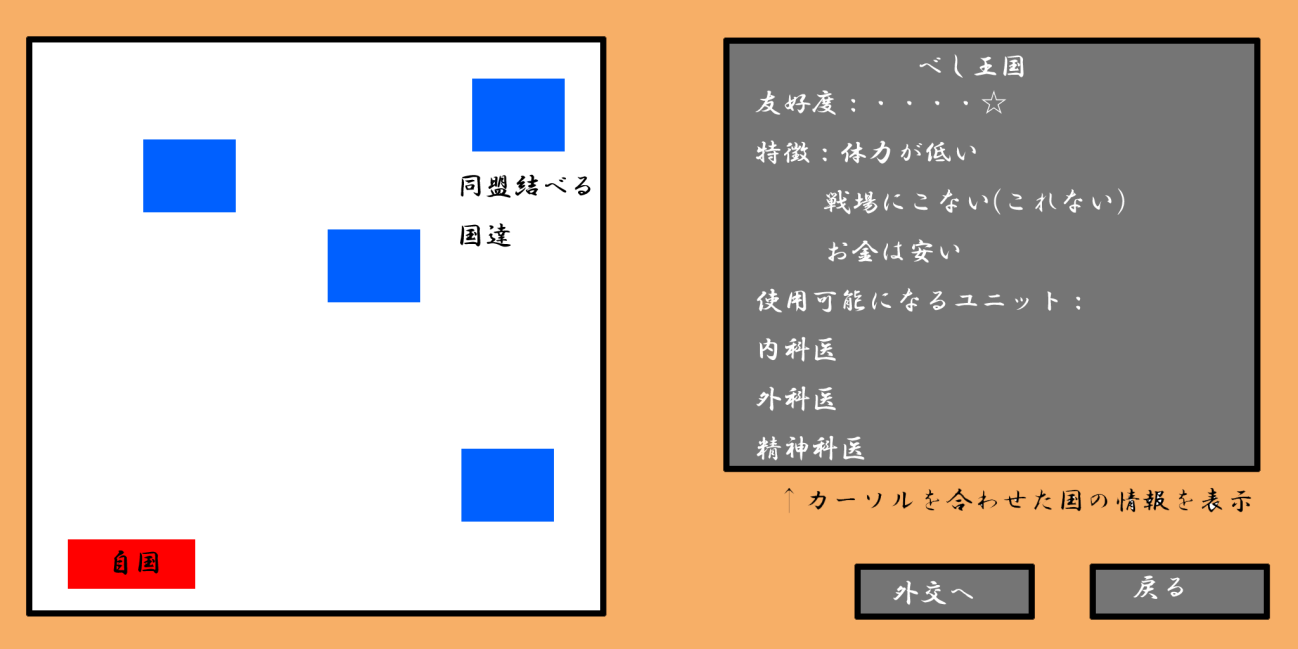 同盟結べる
国達
自国
べし王国
友好度：・・・・☆
特徴：体力が低い
戦場にこない(これない)
お金は安い
使用可能になるユニット：
内科医
外科医
精神科医
↑カーソルを合わせた国の情報を表示
外交へ
戻る